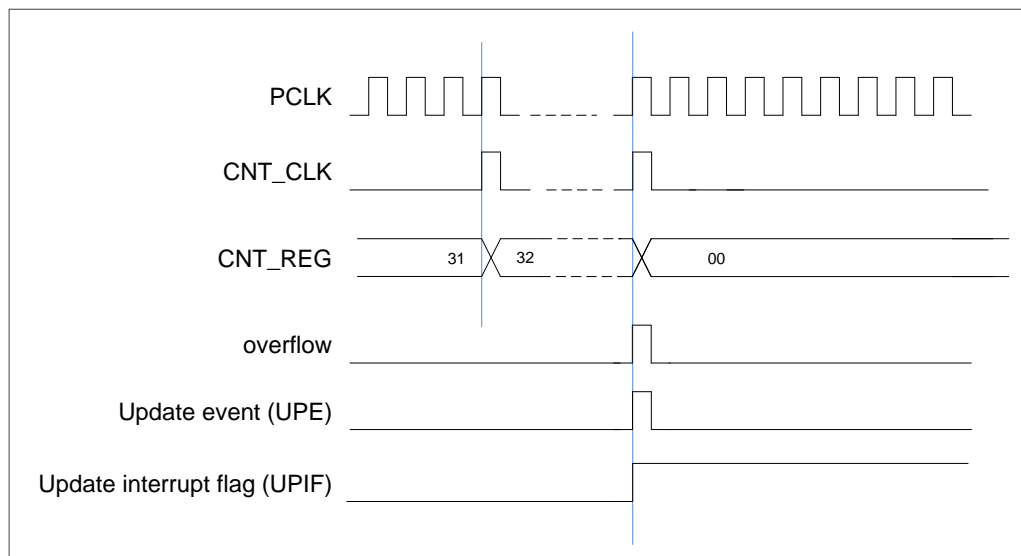 PCLK
CNT_CLK
CNT_REG
31
32
00
overflow
Update event (UPE)
Update interrupt flag (UPIF)